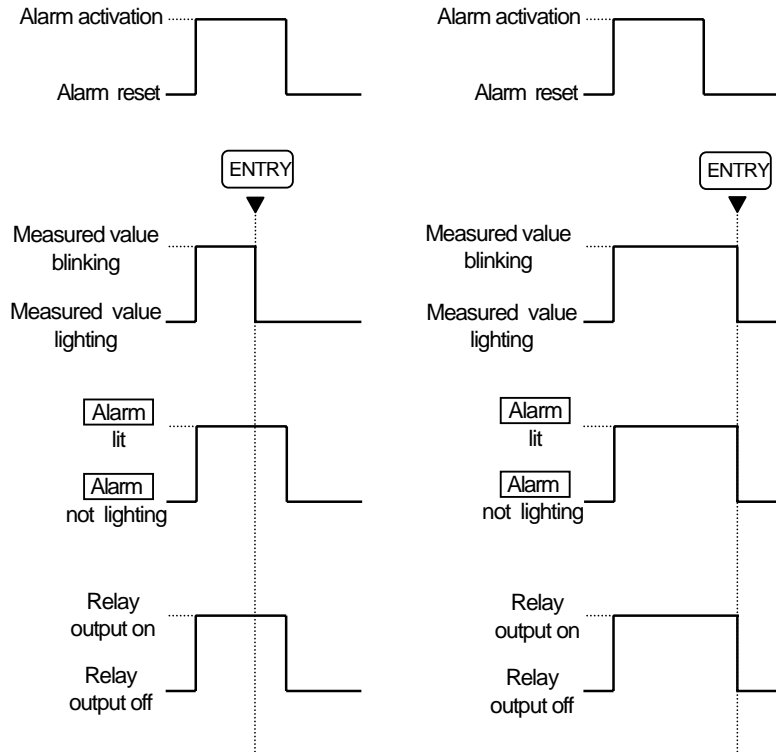 Alarm activation
Alarm reset
ENTRY
Measured value
blinking
Measured value
lighting
Alarm
lit
Alarm
not lighting
Relay
output on
Relay
output off
Alarm activation
Alarm reset
ENTRY
Measured value
blinking
Measured value
lighting
Alarm
lit
Alarm
not lighting
Relay
output on
Relay
output off